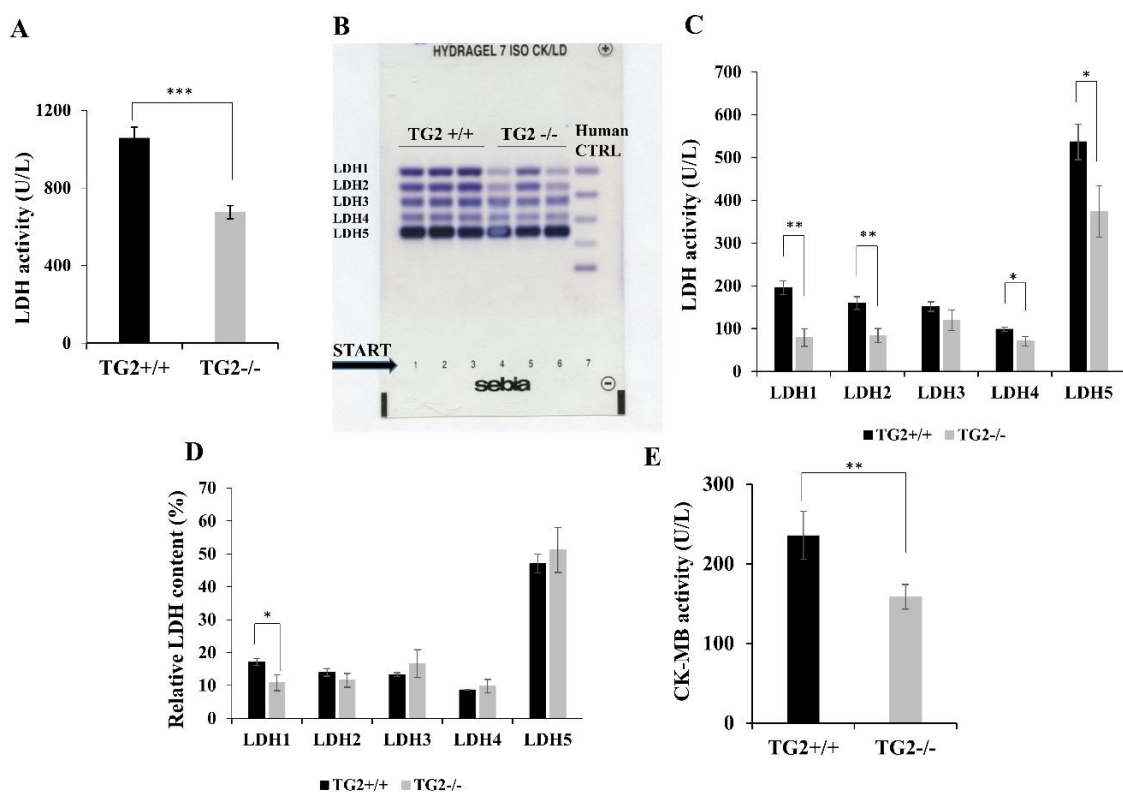 A
LDH activity (U/L)
1200
900
600
300
0
***
TG2+/+ TG2-/-
B
HYDRAGEL 7 ISO CK/LD
+
TG2 +/+ TG2 -/- Human
CTRL
LDH1
LDH2
LDH3
LDH4
LDH5
START
1 2 3 4 5 6 7
sebia
−
C
LDH activity (U/L)
700
600
500
400
300
200
100
0
**
**
*
*
LDH1 LDH2 LDH3 LDH4 LDH5
TG2+/+ TG2-/-
D
Relative LDH content (%)
70
60
50
40
30
20
10
0
*
LDH1 LDH2 LDH3 LDH4 LDH5
TG2+/+ TG2-/-
E
CK-MB activity (U/L)
300
200
100
0
**
TG2+/+ TG2-/-